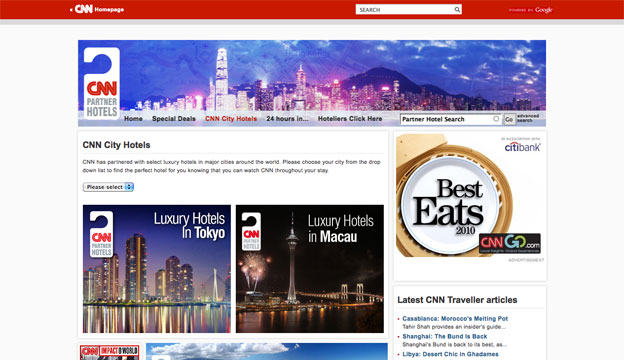 « CNN Homepage
SEARCH
POWERED BY Google
CNN
PARTNER
HOTELS
Home Special Deals CNN City Hotels 24 hours in... Hoteliers Click Here
Partner Hotel Search
Go
advanced
search
CNN City Hotels
CNN has partnered with select luxury hotels in major cities around the world. Please choose your city from the drop
down list to find the perfect hotel for you knowing that you can watch CNN throughout your stay.
Please select
CNN
PARTNER
HOTELS
Luxury Hotels
In Tokyo
CNN
PARTNER
HOTELS
Luxury Hotels
in Macau
IN ASSOCIATION WITH
citibank
Best
Eats
2010
CNN GO.com
ADVERTISEMENT
Latest CNN Traveller articles
Casablanca: Morocco's Melting Pot
Tahir Shah provides an insider's guide...
Shanghai: The Bund Is Back
Shanghai's Bund is back to its best, as...
Libya: Desert Chic in Ghadames
CNN IMPACT WORLD